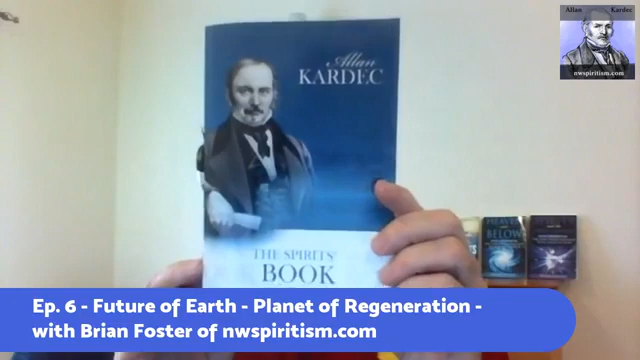 Allan Kardec
nwspiritism.com
Allan
KARDEC
THE SPIRITS'
BOOK
BELOW
Ep. 6 - Future of Earth - Planet of Regeneration -
with Brian Foster of nwspiritism.com